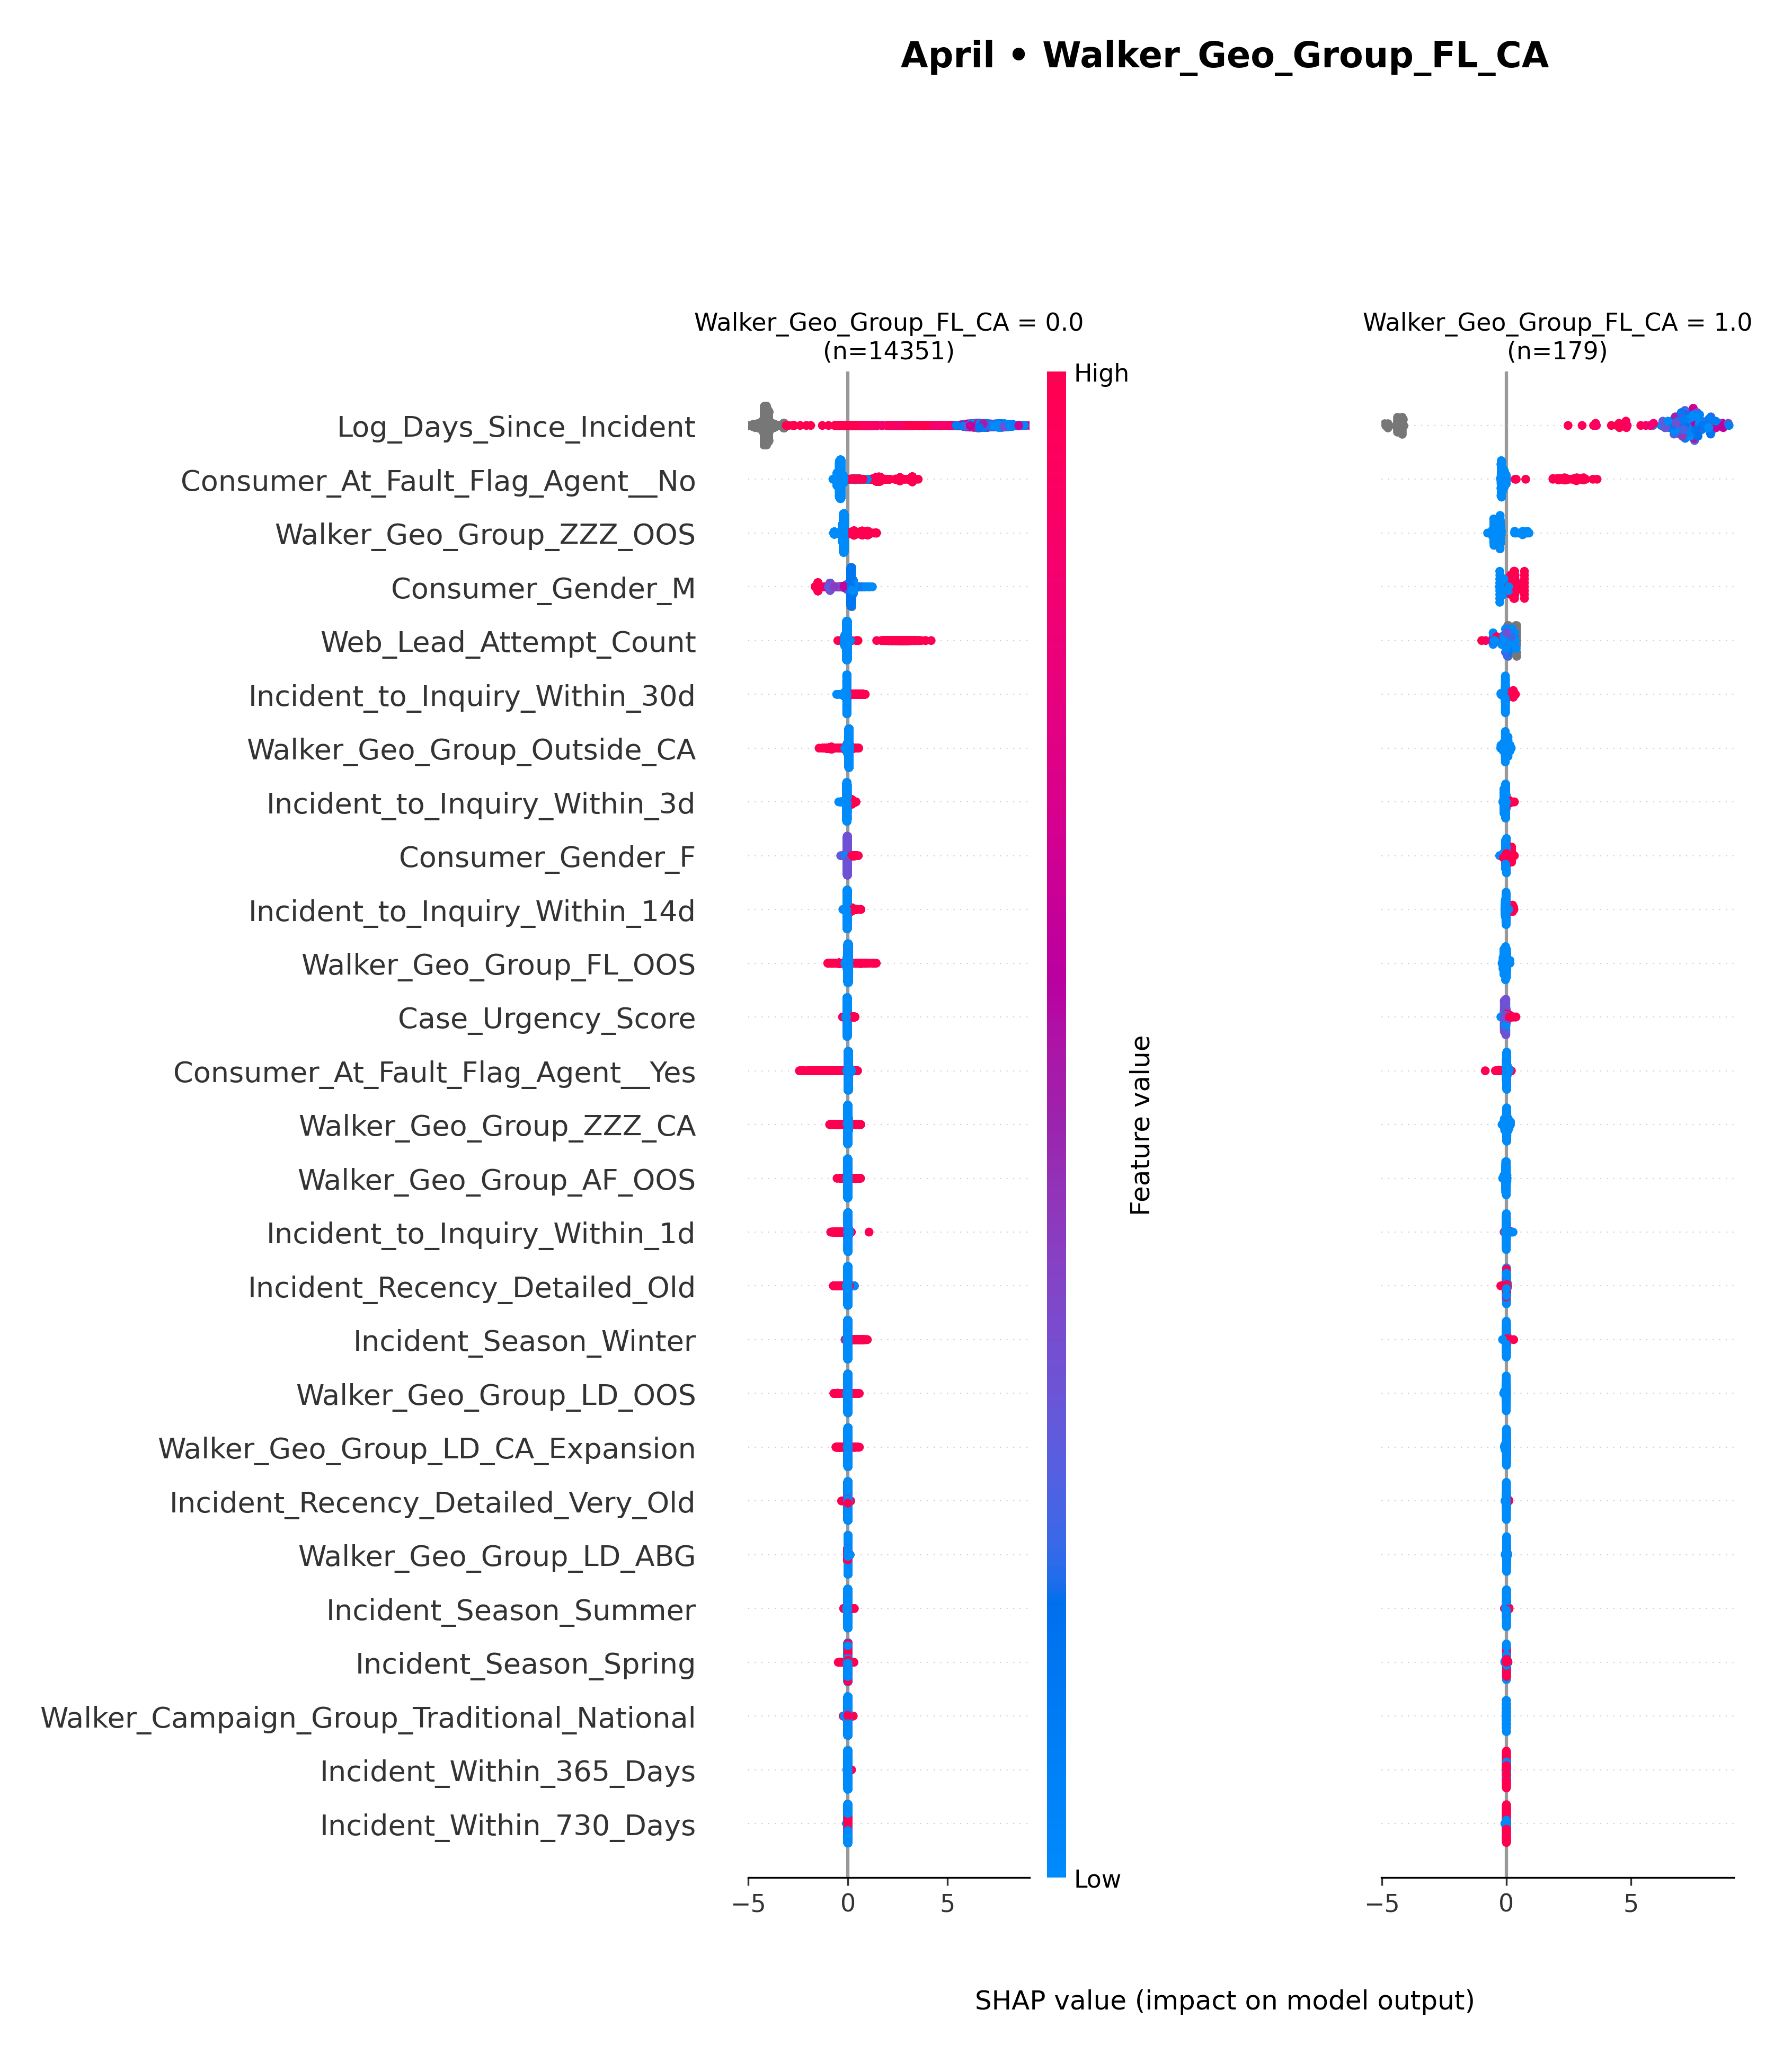 April • Walker_Geo_Group_FL_CA
Walker_Geo_Group_FL_CA = 0.0
(n=14351)
Walker_Geo_Group_FL_CA = 1.0
(n=179)
High
Log_Days_Since_Incident
Consumer_At_Fault_Flag_Agent__No
Walker_Geo_Group_ZZZ_OOS
Consumer_Gender_M
Web_Lead_Attempt_Count
Incident_to_Inquiry_Within_30d
Walker_Geo_Group_Outside_CA
Incident_to_Inquiry_Within_3d
Consumer_Gender_F
Incident_to_Inquiry_Within_14d
Walker_Geo_Group_FL_OOS
Case_Urgency_Score
Consumer_At_Fault_Flag_Agent__Yes
Walker_Geo_Group_ZZZ_CA
Walker_Geo_Group_AF_OOS
Incident_to_Inquiry_Within_1d
Incident_Recency_Detailed_Old
Incident_Season_Winter
Walker_Geo_Group_LD_OOS
Walker_Geo_Group_LD_CA_Expansion
Incident_Recency_Detailed_Very_Old
Walker_Geo_Group_LD_ABG
Incident_Season_Summer
Incident_Season_Spring
Walker_Campaign_Group_Traditional_National
Incident_Within_365_Days
Incident_Within_730_Days
Feature value
Low
−5 0 5
−5 0 5
SHAP value (impact on model output)